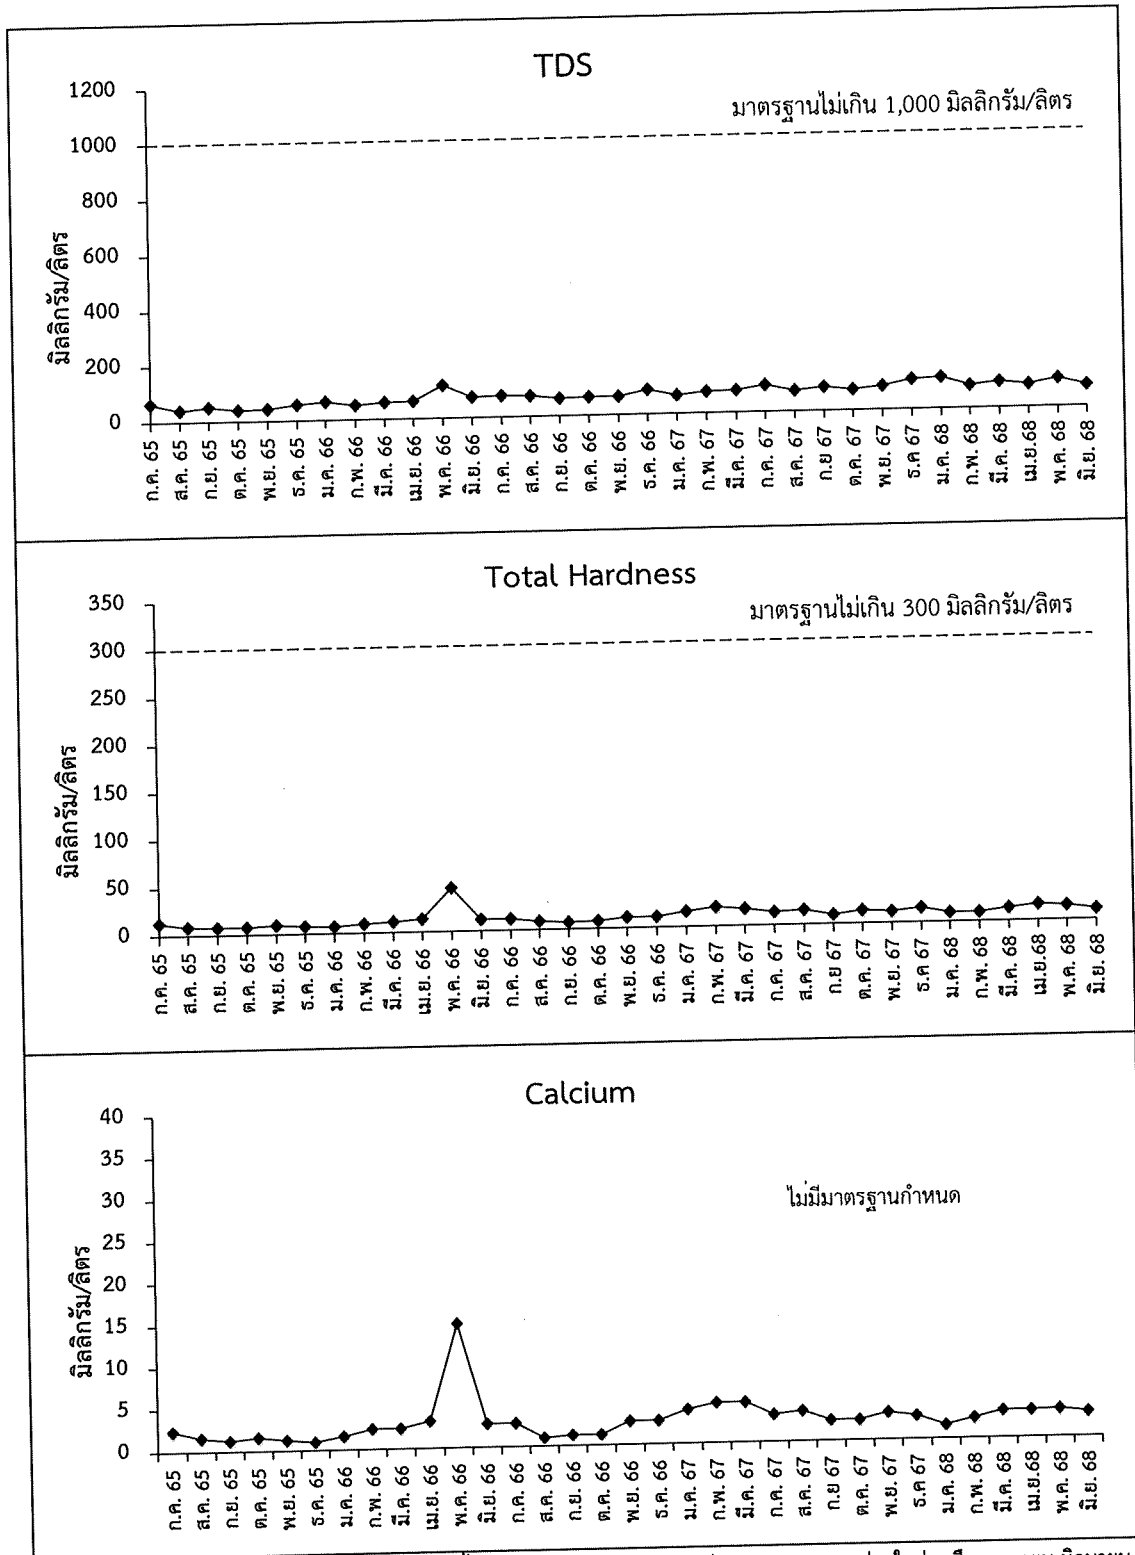 TDS
มาตรฐานไม่เกิน 1,000 มิลลิกรัม/ลิตร
มิลลิกรัม/ลิตร
1200
1000
800
600
400
200
0
ก.ค. 65 ส.ค. 65 ก.ย. 65 ต.ค. 65 พ.ย. 65 ธ.ค. 65 ม.ค. 66 ก.พ. 66 มี.ค. 66 เม.ย. 66 พ.ค. 66 มิ.ย. 66 ก.ค. 66 ส.ค. 66 ก.ย. 66 ต.ค. 66 พ.ย. 66 ธ.ค. 66 ม.ค. 67 ก.พ. 67 มี.ค. 67 ก.ค. 67 ส.ค. 67 ก.ย 67 ต.ค. 67 พ.ย. 67 ธ.ค 67 ม.ค. 68 ก.พ. 68 มี.ค. 68 เม.ย.68 พ.ค. 68 มิ.ย. 68
Total Hardness
มาตรฐานไม่เกิน 300 มิลลิกรัม/ลิตร
มิลลิกรัม/ลิตร
350
300
250
200
150
100
50
0
ก.ค. 65 ส.ค. 65 ก.ย. 65 ต.ค. 65 พ.ย. 65 ธ.ค. 65 ม.ค. 66 ก.พ. 66 มี.ค. 66 เม.ย. 66 พ.ค. 66 มิ.ย. 66 ก.ค. 66 ส.ค. 66 ก.ย. 66 ต.ค. 66 พ.ย. 66 ธ.ค. 66 ม.ค. 67 ก.พ. 67 มี.ค. 67 ก.ค. 67 ส.ค. 67 ก.ย 67 ต.ค. 67 พ.ย. 67 ธ.ค 67 ม.ค. 68 ก.พ. 68 มี.ค. 68 เม.ย.68 พ.ค. 68 มิ.ย. 68
Calcium
ไม่มีมาตรฐานกำหนด
มิลลิกรัม/ลิตร
40
35
30
25
20
15
10
5
0
ก.ค. 65 ส.ค. 65 ก.ย. 65 ต.ค. 65 พ.ย. 65 ธ.ค. 65 ม.ค. 66 ก.พ. 66 มี.ค. 66 เม.ย. 66 พ.ค. 66 มิ.ย. 66 ก.ค. 66 ส.ค. 66 ก.ย. 66 ต.ค. 66 พ.ย. 66 ธ.ค. 66 ม.ค. 67 ก.พ. 67 มี.ค. 67 ก.ค. 67 ส.ค. 67 ก.ย 67 ต.ค. 67 พ.ย. 67 ธ.ค 67 ม.ค. 68 ก.พ. 68 มี.ค. 68 เม.ย.68 พ.ค. 68 มิ.ย. 68